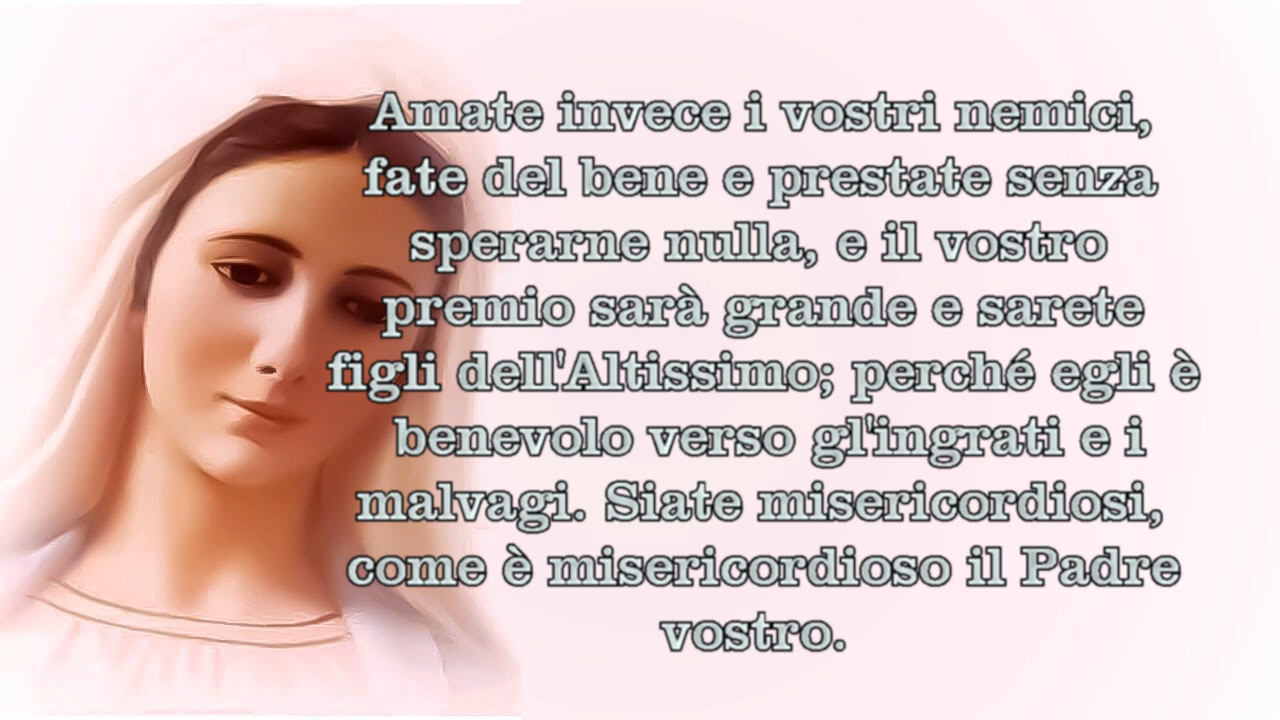 Amate invece i vostri nemici,
fate del bene e prestate senza
sperarne nulla, e il vostro
premio sarà grande e sarete
figli dell'Altissimo; perché egli è
benevolo verso gl'ingrati e i
malvagi. Siate misericordiosi,
come è misericordioso il Padre
vostro.